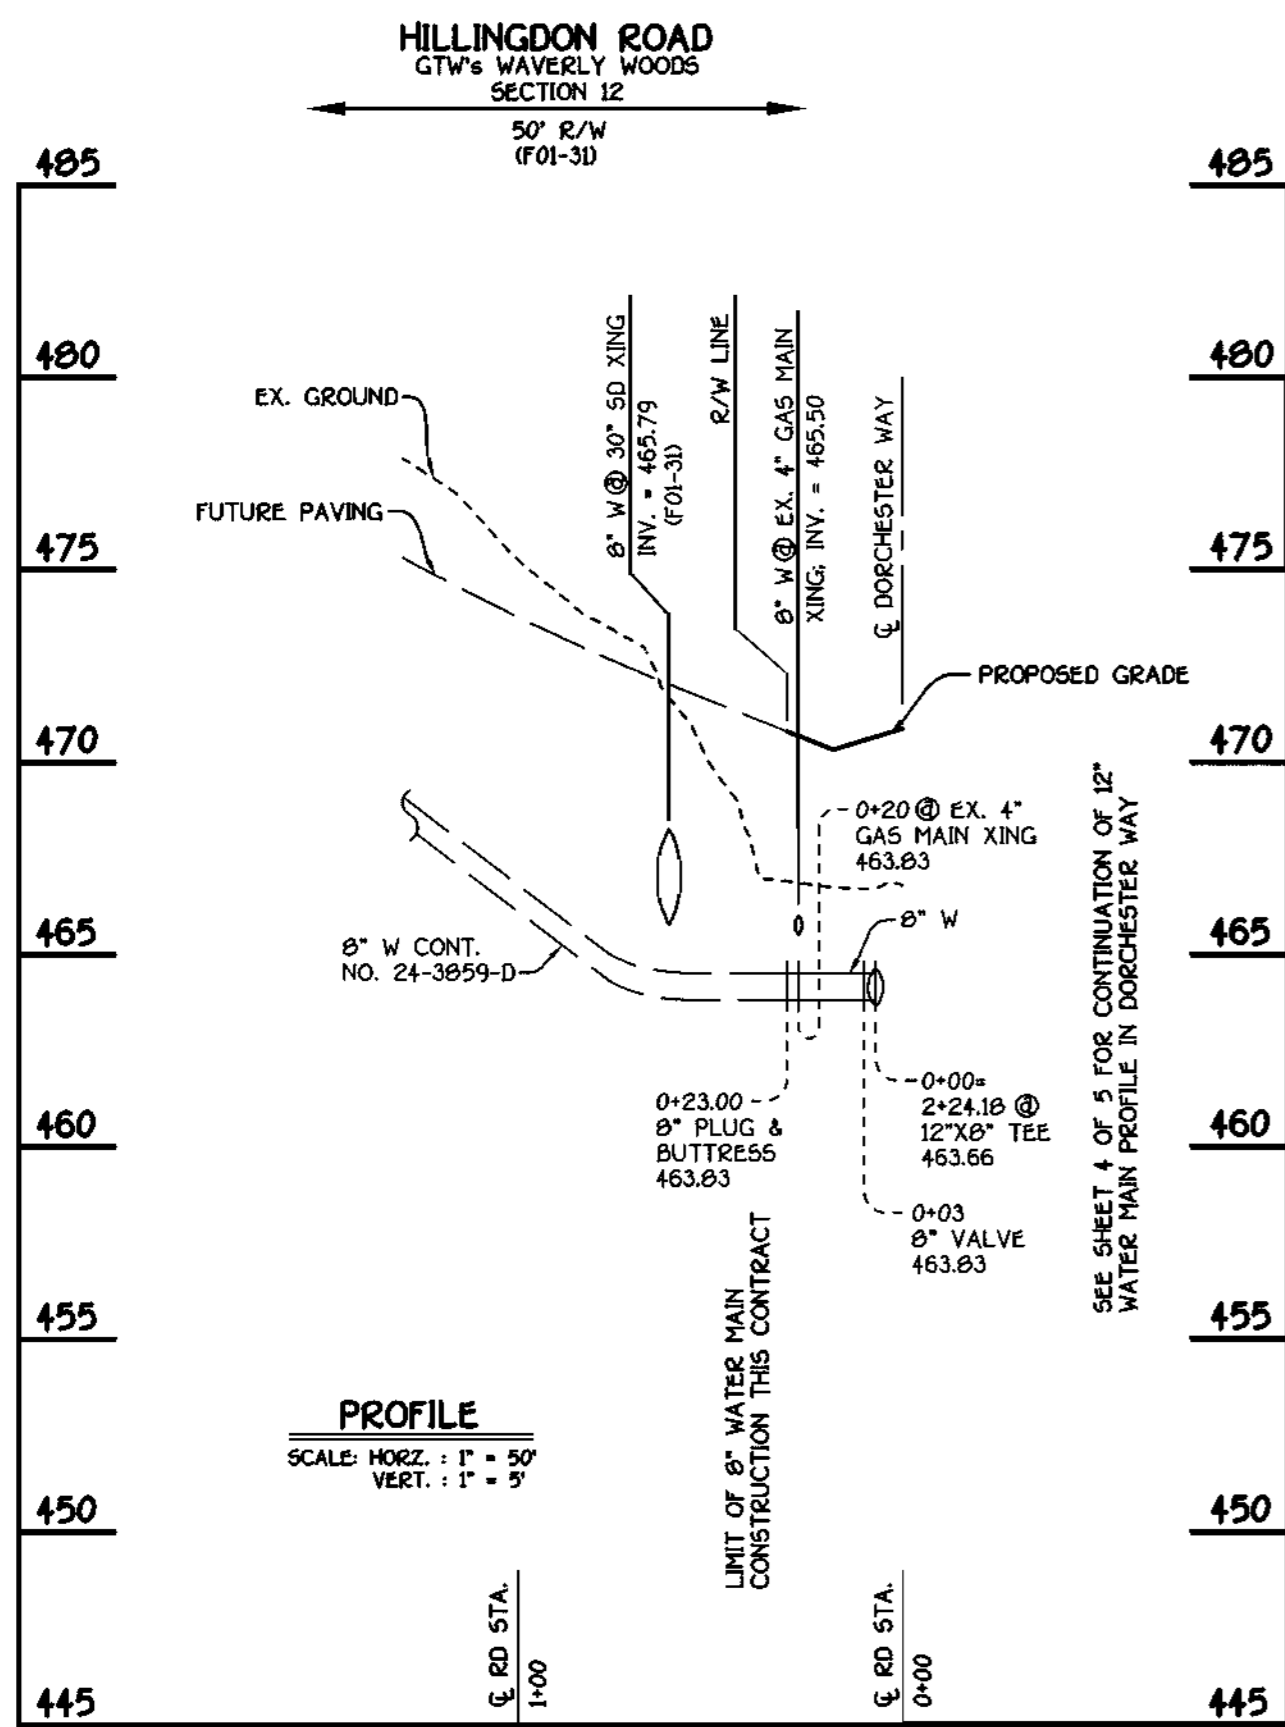 HILLINGDON ROAD
GTW's WAVERLY WOODS
SECTION 12
50' R/W
(F01-31)
485
485
480
480
475
475
470
470
465
465
460
460
455
455
450
450
445
445
EX. GROUND
FUTURE PAVING
8" W @ 30" SD XING
INV. = 465.79
(F01-31)
R/W LINE
8" W @ EX. 4" GAS MAIN
XING; INV. = 465.50
℄ DORCHESTER WAY
PROPOSED GRADE
0+20 @ EX. 4"
GAS MAIN XING
463.83
8" W
8" W CONT.
NO. 24-3859-D
0+23.00
8" PLUG &
BUTTRESS
463.83
0+00=
2+24.18 @
12"X8" TEE
463.66
0+03
8" VALVE
463.83
SEE SHEET 4 OF 5 FOR CONTINUATION OF 12"
WATER MAIN PROFILE IN DORCHESTER WAY
LIMIT OF 8" WATER MAIN
CONSTRUCTION THIS CONTRACT
PROFILE
SCALE: HORZ. : 1" = 50'
VERT. : 1" = 5'
℄ RD STA.
1+00
℄ RD STA.
0+00